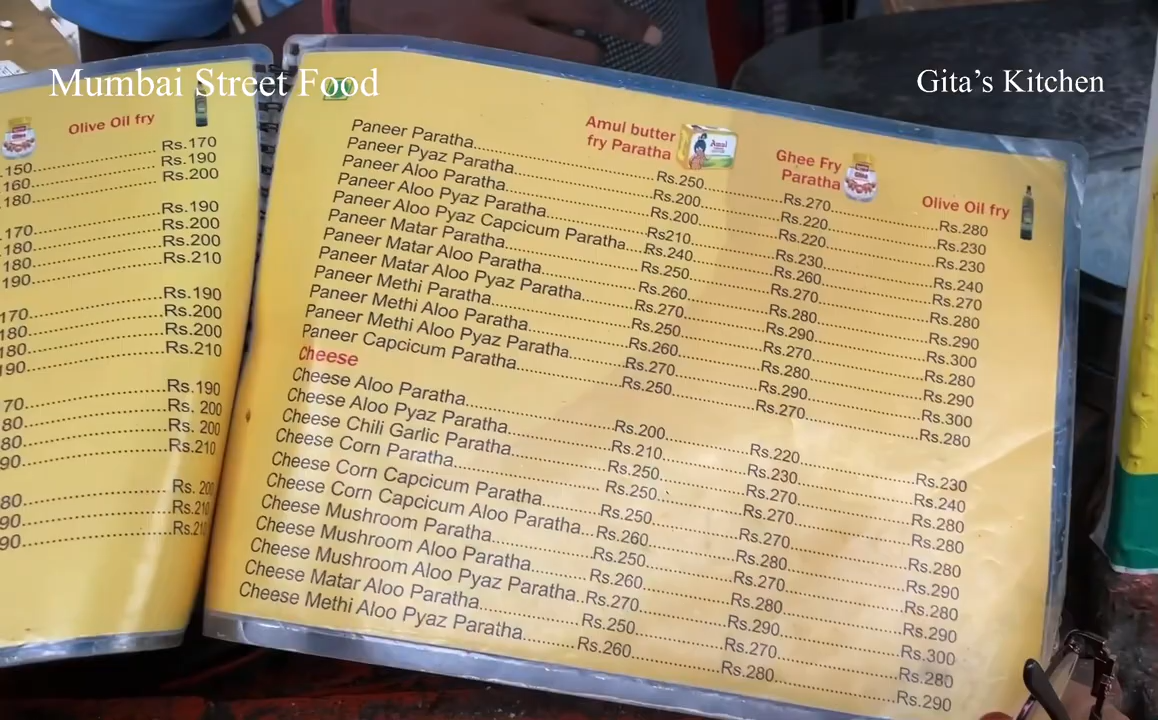 Mumbai Street Food
Gita's Kitchen
Olive Oil fry
150 Rs.170
160 Rs.190
180 Rs.200
170 Rs.190
180 Rs.200
180 Rs.200
190 Rs.210
170 Rs.190
180 Rs.200
180 Rs.200
190 Rs.210
70 Rs.190
80 Rs. 200
80 Rs. 200
90 Rs.210
80 Rs. 200
90 Rs.210
90 Rs.210
Amul butter
fry Paratha
Amul
Ghee Fry
Paratha
Olive Oil fry
Paneer Paratha Rs.250 Rs.270 Rs.280
Paneer Pyaz Paratha Rs.200 Rs.220 Rs.230
Paneer Aloo Paratha Rs.200 Rs.220 Rs.230
Paneer Aloo Pyaz Paratha Rs210 Rs.230 Rs.240
Paneer Aloo Pyaz Capcicum Paratha Rs.240 Rs.260 Rs.270
Paneer Matar Paratha Rs.250 Rs.270 Rs.280
Paneer Matar Aloo Paratha Rs.260 Rs.280 Rs.290
Paneer Matar Aloo Pyaz Paratha Rs.270 Rs.290 Rs.300
Paneer Methi Paratha Rs.250 Rs.270 Rs.280
Paneer Methi Aloo Paratha Rs.260 Rs.280 Rs.290
Paneer Methi Aloo Pyaz Paratha Rs.270 Rs.290 Rs.300
Paneer Capcicum Paratha Rs.250 Rs.270 Rs.280
Cheese
Cheese Aloo Paratha Rs.200 Rs.220 Rs.230
Cheese Aloo Pyaz Paratha Rs.210 Rs.230 Rs.240
Cheese Chili Garlic Paratha Rs.250 Rs.270 Rs.280
Cheese Corn Paratha Rs.250 Rs.270 Rs.280
Cheese Corn Capcicum Paratha Rs.250 Rs.270 Rs.280
Cheese Corn Capcicum Aloo Paratha Rs.260 Rs.280 Rs.290
Cheese Mushroom Paratha Rs.250 Rs.270 Rs.280
Cheese Mushroom Aloo Paratha Rs.260 Rs.280 Rs.290
Cheese Mushroom Aloo Pyaz Paratha Rs.270 Rs.290 Rs.300
Cheese Matar Aloo Paratha Rs.250 Rs.270 Rs.280
Cheese Methi Aloo Pyaz Paratha Rs.260 Rs.280 Rs.290